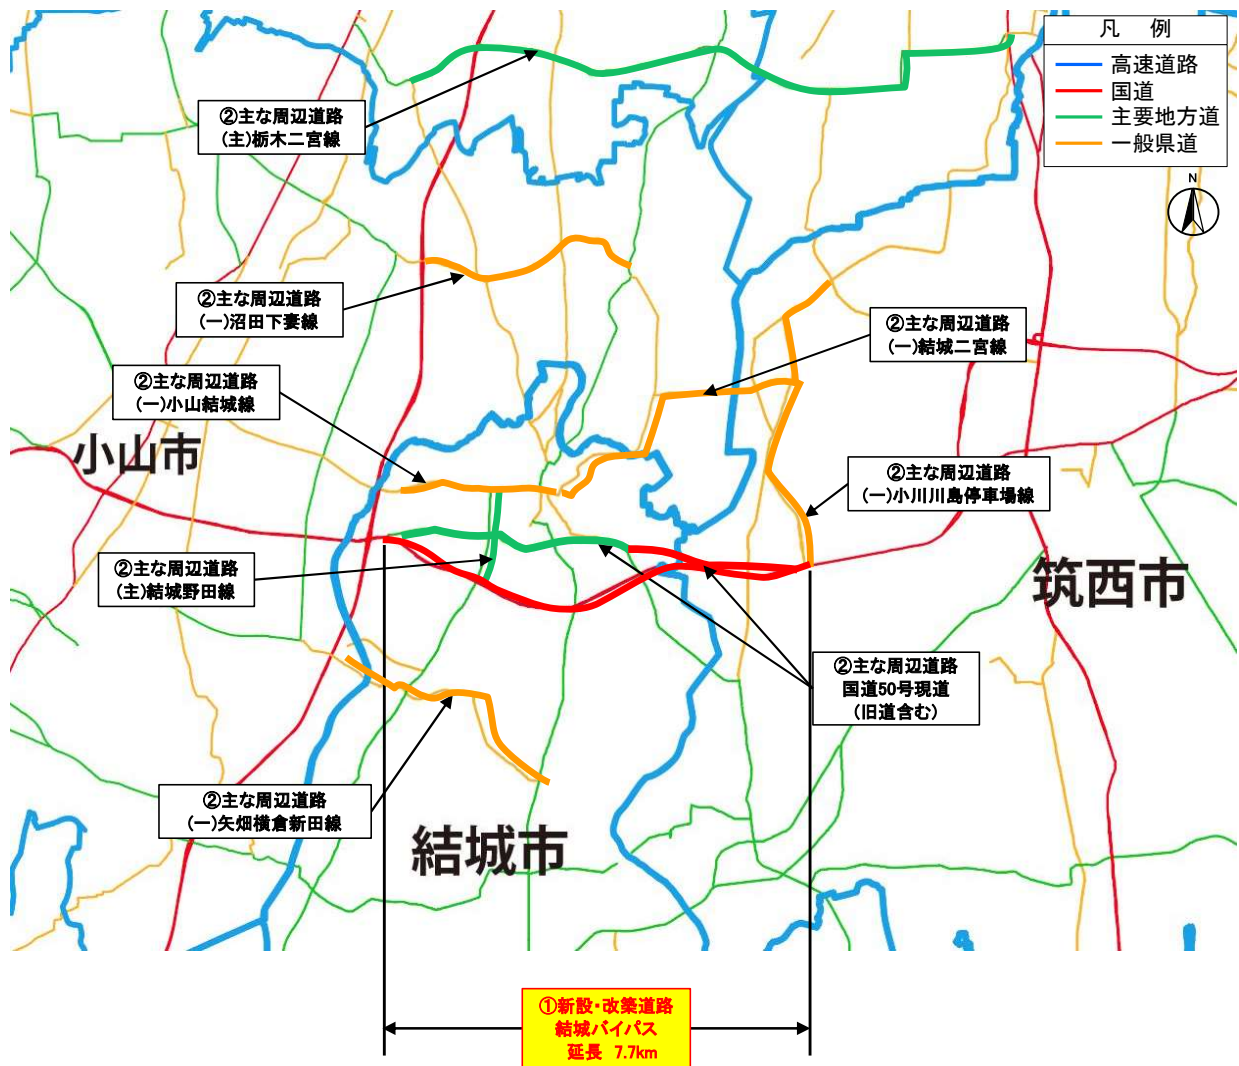 凡 例
高速道路
国道
主要地方道
一般県道
N
②主な周辺道路
(主)栃木二宮線
②主な周辺道路
(一)沼田下妻線
②主な周辺道路
(一)結城二宮線
②主な周辺道路
(一)小山結城線
小山市
②主な周辺道路
(一)小川川島停車場線
②主な周辺道路
(主)結城野田線
筑西市
②主な周辺道路
国道50号現道
(旧道含む)
②主な周辺道路
(一)矢畑横倉新田線
結城市
①新設・改築道路
結城バイパス
延長 7.7km